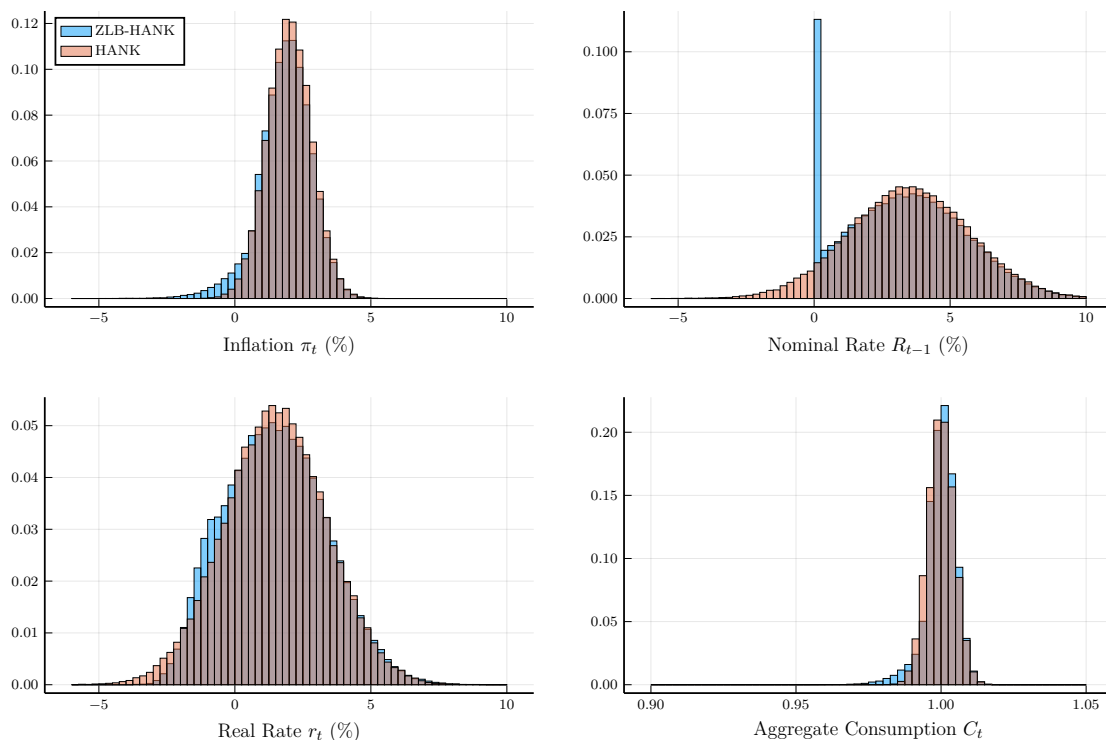 ZLB-HANK
HANK
0.12
0.10
0.08
0.06
0.04
0.02
0.00
−5 0 5 10
Inflation πt (%)
0.100
0.075
0.050
0.025
0.000
−5 0 5 10
Nominal Rate Rt−1 (%)
0.05
0.04
0.03
0.02
0.01
0.00
−5 0 5 10
Real Rate rt (%)
0.20
0.15
0.10
0.05
0.00
0.90 0.95 1.00 1.05
Aggregate Consumption Ct